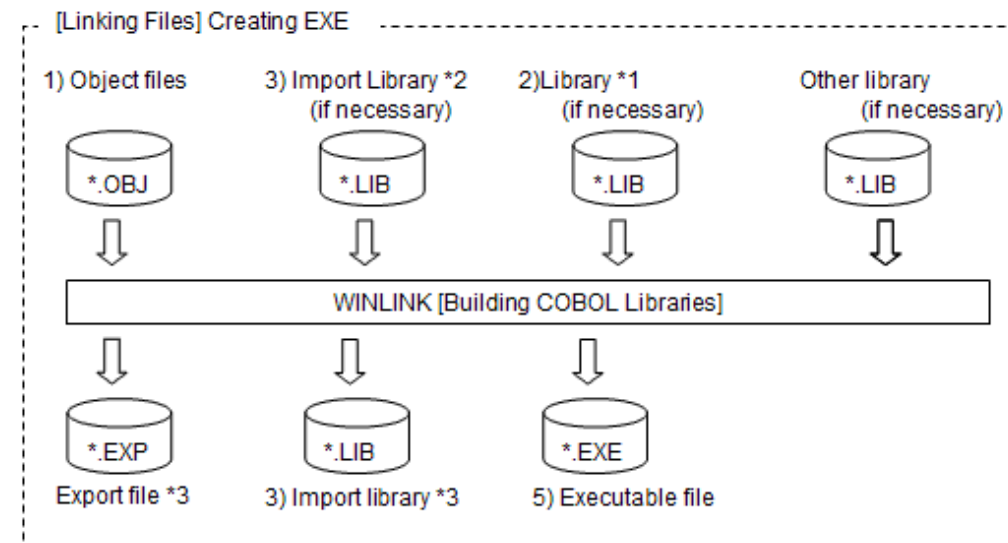 [Linking Files] Creating EXE
1) Object files
3) Import Library *2
(if necessary)
2)Library *1
(if necessary)
Other library
(if necessary)
*.OBJ
*.LIB
*.LIB
*.LIB
WINLINK [Building COBOL Libraries]
*.EXP
*.LIB
*.EXE
Export file *3
3) Import library *3
5) Executable file